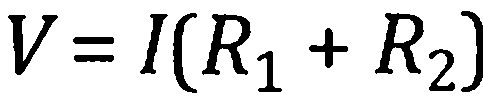 V = I(R₁ + R₂)